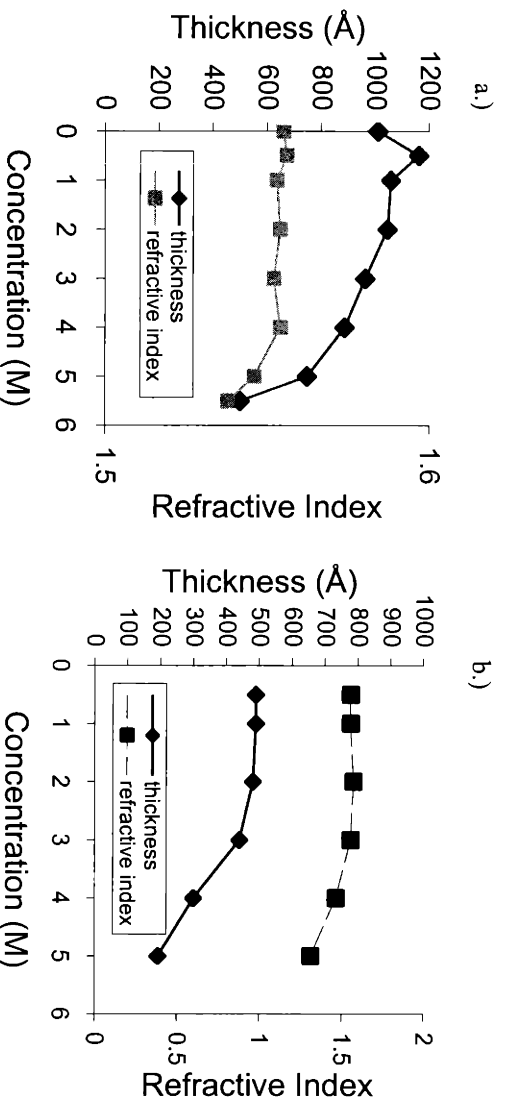 a.)
Thickness (Å)
1200
1000
800
600
400
200
0
0 1 2 3 4 5 6
Concentration (M)
1.6
1.5
Refractive Index
thickness
refractive index
b.)
Thickness (Å)
1000
900
800
700
600
500
400
300
200
100
0
0 1 2 3 4 5 6
Concentration (M)
2
1.5
1
0.5
0
Refractive Index
thickness
refractive index